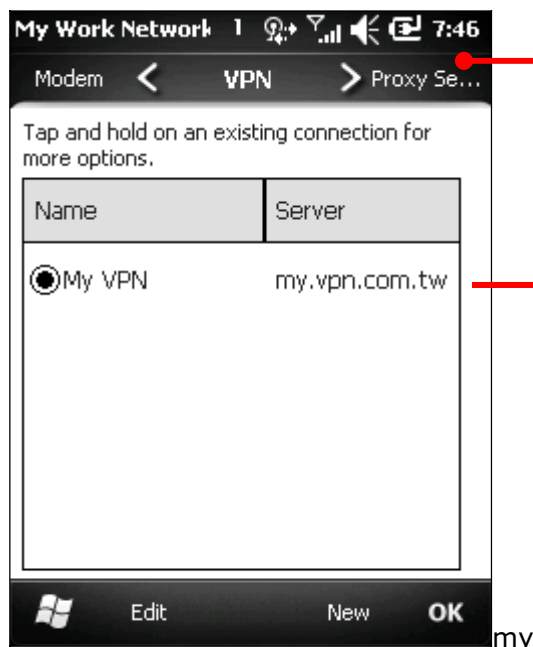 My Work Network 1 7:46
Modem VPN Proxy Se...
Tap and hold on an existing connection for
more options.
Name Server
My VPN my.vpn.com.tw
Edit New OK
my